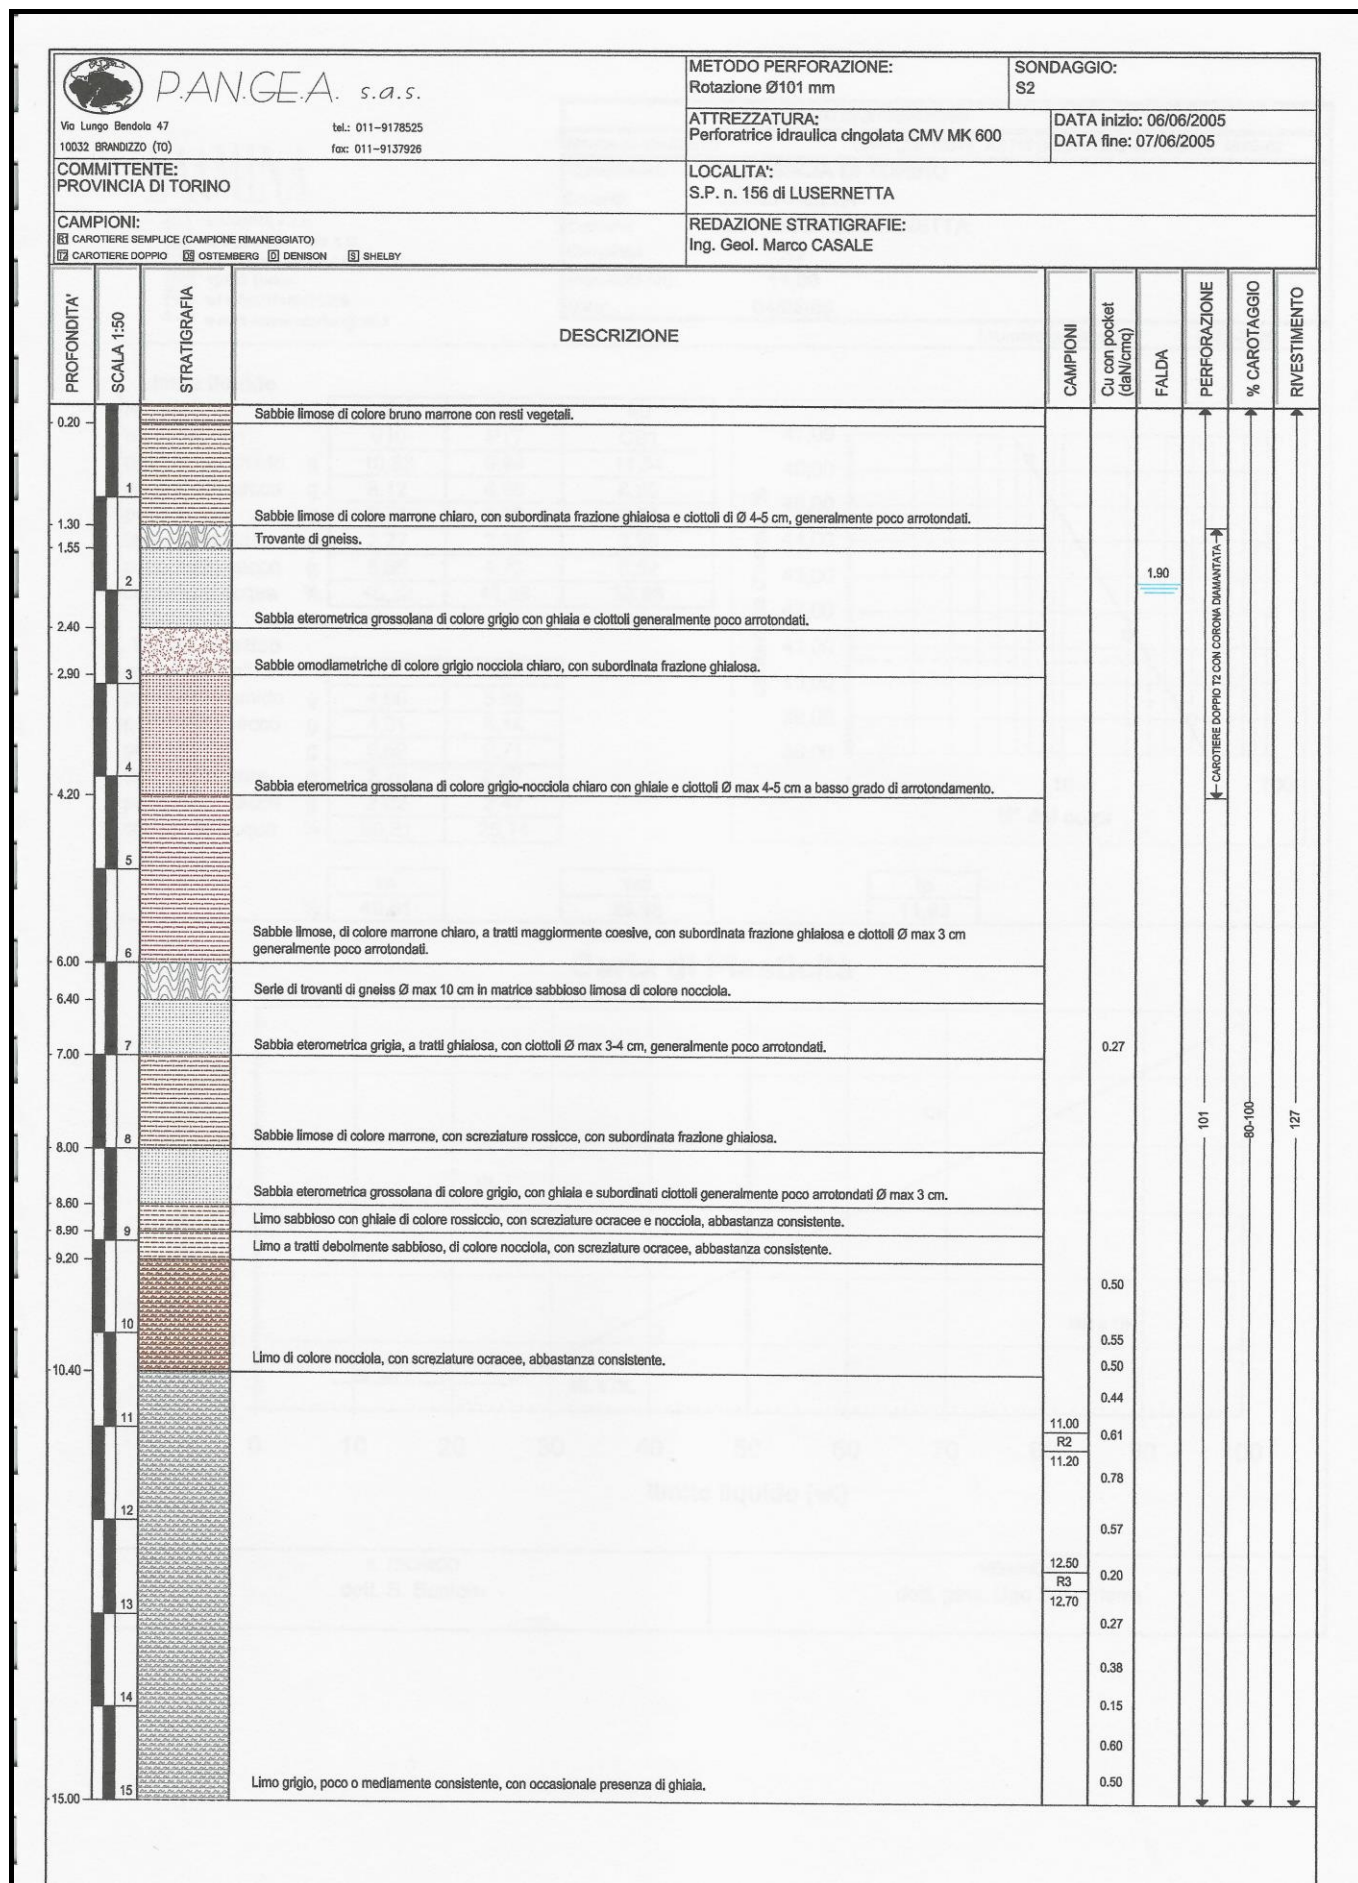 P.AN.GE.A. s.a.s.
Via Lungo Bendola 47
tel.: 011-9178525
10032 BRANDIZZO (TO)
fax: 011-9137926
METODO PERFORAZIONE:
Rotazione Ø101 mm
SONDAGGIO:
S2
ATTREZZATURA:
Perforatrice idraulica cingolata CMV MK 600
DATA inizio: 06/06/2005
DATA fine: 07/06/2005
COMMITTENTE:
PROVINCIA DI TORINO
LOCALITA':
S.P. n. 156 di LUSERNETTA
CAMPIONI:
R1 CAROTIERE SEMPLICE (CAMPIONE RIMANEGGIATO)
T2 CAROTIERE DOPPIO OS OSTEMBERG D DENISON S SHELBY
REDAZIONE STRATIGRAFIE:
Ing. Geol. Marco CASALE
PROFONDITA'
SCALA 1:50
STRATIGRAFIA
DESCRIZIONE
CAMPIONI
Cu con pocket
(daN/cmq)
FALDA
PERFORAZIONE
% CAROTAGGIO
RIVESTIMENTO
Sabbie limose di colore bruno marrone con resti vegetali.
0.20
1
Sabbie limose di colore marrone chiaro, con subordinata frazione ghiaiosa e ciottoli di Ø 4-5 cm, generalmente poco arrotondati.
1.30
Trovante di gneiss.
1.55
2
1.90
Sabbia eterometrica grossolana di colore grigio con ghiaia e ciottoli generalmente poco arrotondati.
2.40
Sabbie omodiametriche di colore grigio nocciola chiaro, con subordinata frazione ghiaiosa.
2.90
3
CAROTIERE DOPPIO T2 CON CORONA DIAMANTATA
4
Sabbia eterometrica grossolana di colore grigio-nocciola chiaro con ghiaie e ciottoli Ø max 4-5 cm a basso grado di arrotondamento.
4.20
5
Sabbie limose, di colore marrone chiaro, a tratti maggiormente coesive, con subordinata frazione ghiaiosa e ciottoli Ø max 3 cm
generalmente poco arrotondati.
6
6.00
Serie di trovanti di gneiss Ø max 10 cm in matrice sabbioso limosa di colore nocciola.
6.40
7
Sabbia eterometrica grigia, a tratti ghiaiosa, con ciottoli Ø max 3-4 cm, generalmente poco arrotondati.
0.27
7.00
101
80-100
127
8
Sabbie limose di colore marrone, con screziature rossicce, con subordinata frazione ghiaiosa.
8.00
Sabbia eterometrica grossolana di colore grigio, con ghiaia e subordinati ciottoli generalmente poco arrotondati Ø max 3 cm.
8.60
Limo sabbioso con ghiaie di colore rossiccio, con screziature ocracee e nocciola, abbastanza consistente.
8.90
9
Limo a tratti debolmente sabbioso, di colore nocciola, con screziature ocracee, abbastanza consistente.
9.20
0.50
10
0.55
Limo di colore nocciola, con screziature ocracee, abbastanza consistente.
0.50
10.40
0.44
11
11.00
R2
11.20
0.61
0.78
12
0.57
12.50
R3
12.70
0.20
13
0.27
0.38
14
0.15
0.60
15
Limo grigio, poco o mediamente consistente, con occasionale presenza di ghiaia.
0.50
15.00